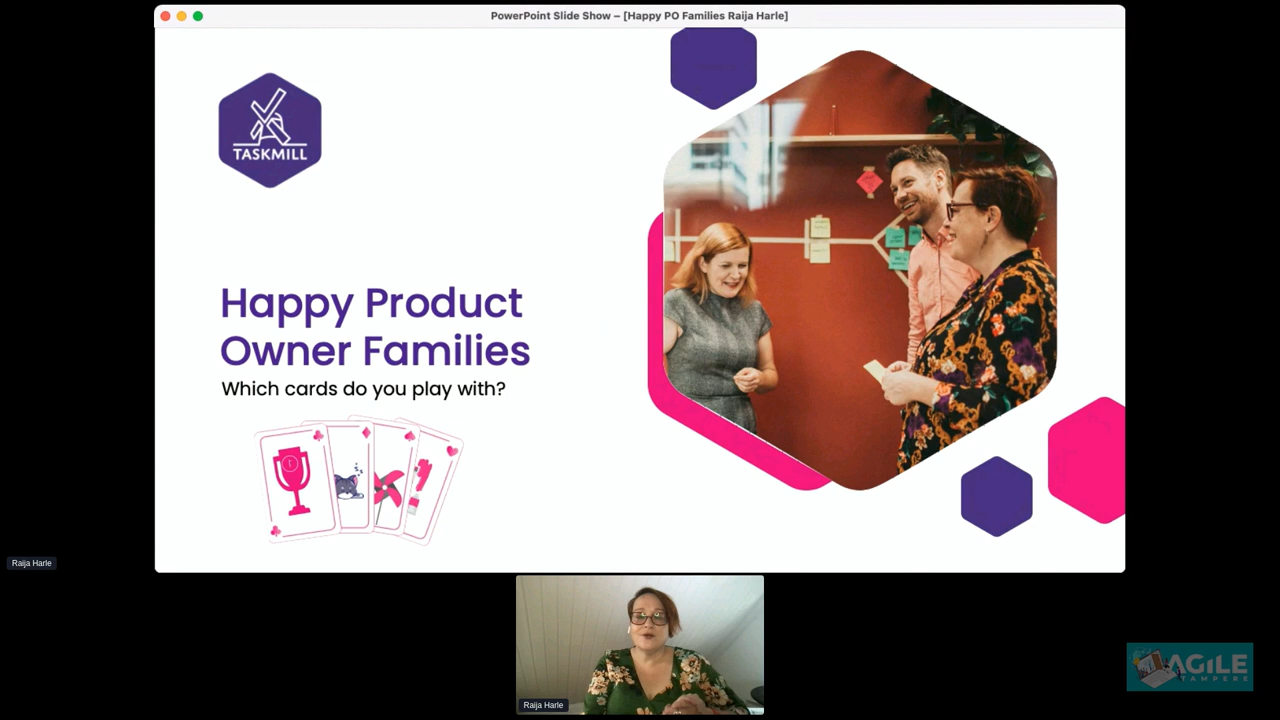 PowerPoint Slide Show – [Happy PO Families Raija Harle]
TASKMILL
Happy Product
Owner Families
Which cards do you play with?
Raija Harle
Raija Harle
AGILE
TAMPERE